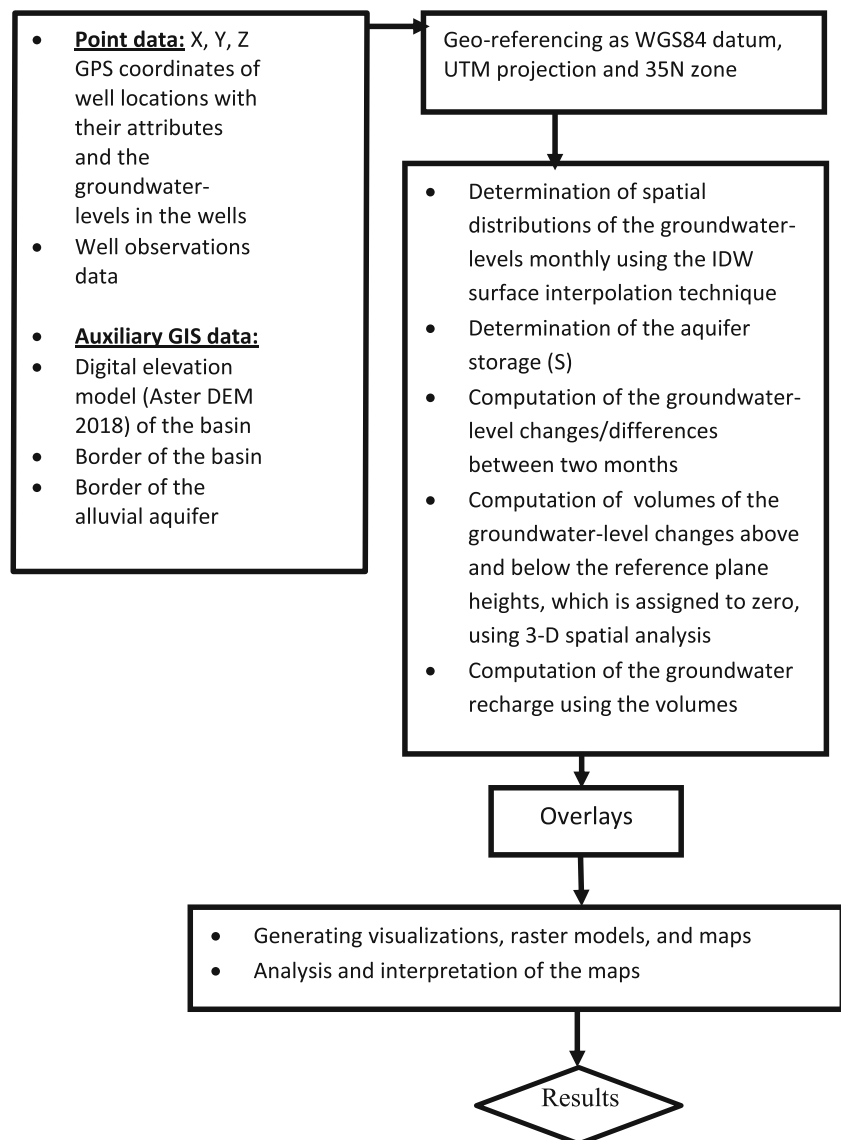 • Point data: X, Y, Z
GPS coordinates of
well locations with
their attributes
and the
groundwater-
levels in the wells
• Well observations
data
• Auxiliary GIS data:
• Digital elevation
model (Aster DEM
2018) of the basin
• Border of the basin
• Border of the
alluvial aquifer
Geo-referencing as WGS84 datum,
UTM projection and 35N zone
• Determination of spatial
distributions of the groundwater-
levels monthly using the IDW
surface interpolation technique
• Determination of the aquifer
storage (S)
• Computation of the groundwater-
level changes/differences
between two months
• Computation of volumes of the
groundwater-level changes above
and below the reference plane
heights, which is assigned to zero,
using 3-D spatial analysis
• Computation of the groundwater
recharge using the volumes
Overlays
• Generating visualizations, raster models, and maps
• Analysis and interpretation of the maps
Results